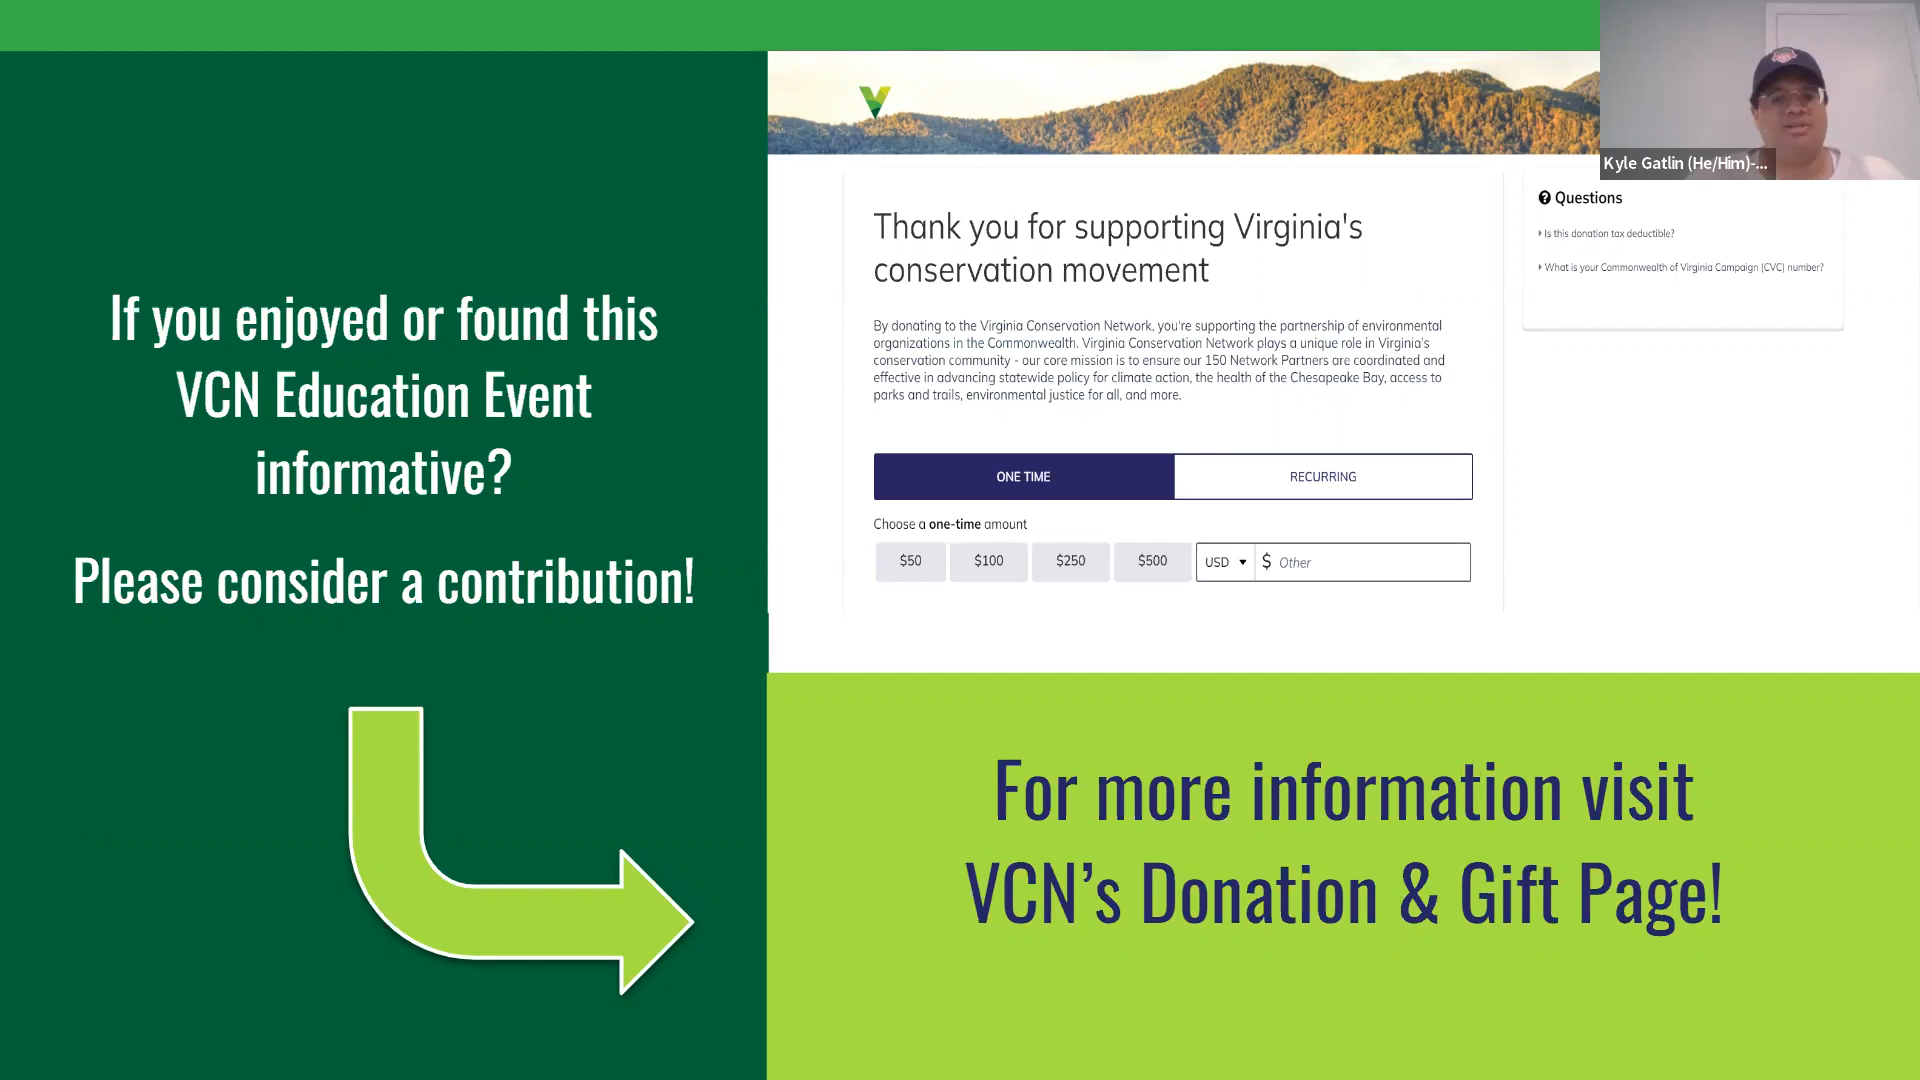 If you enjoyed or found this
VCN Education Event
informative?
Please consider a contribution!
Thank you for supporting Virginia's
conservation movement
By donating to the Virginia Conservation Network, you're supporting the partnership of environmental
organizations in the Commonwealth. Virginia Conservation Network plays a unique role in Virginia's
conservation community - our core mission is to ensure our 150 Network Partners are coordinated and
effective in advancing statewide policy for climate action, the health of the Chesapeake Bay, access to
parks and trails, environmental justice for all, and more.
ONE TIME
RECURRING
Choose a one-time amount
$50 $100 $250 $500 USD $ Other
Kyle Gatlin (He/Him)-...
Questions
Is this donation tax deductible?
What is your Commonwealth of Virginia Campaign (CVC) number?
For more information visit
VCN’s Donation & Gift Page!